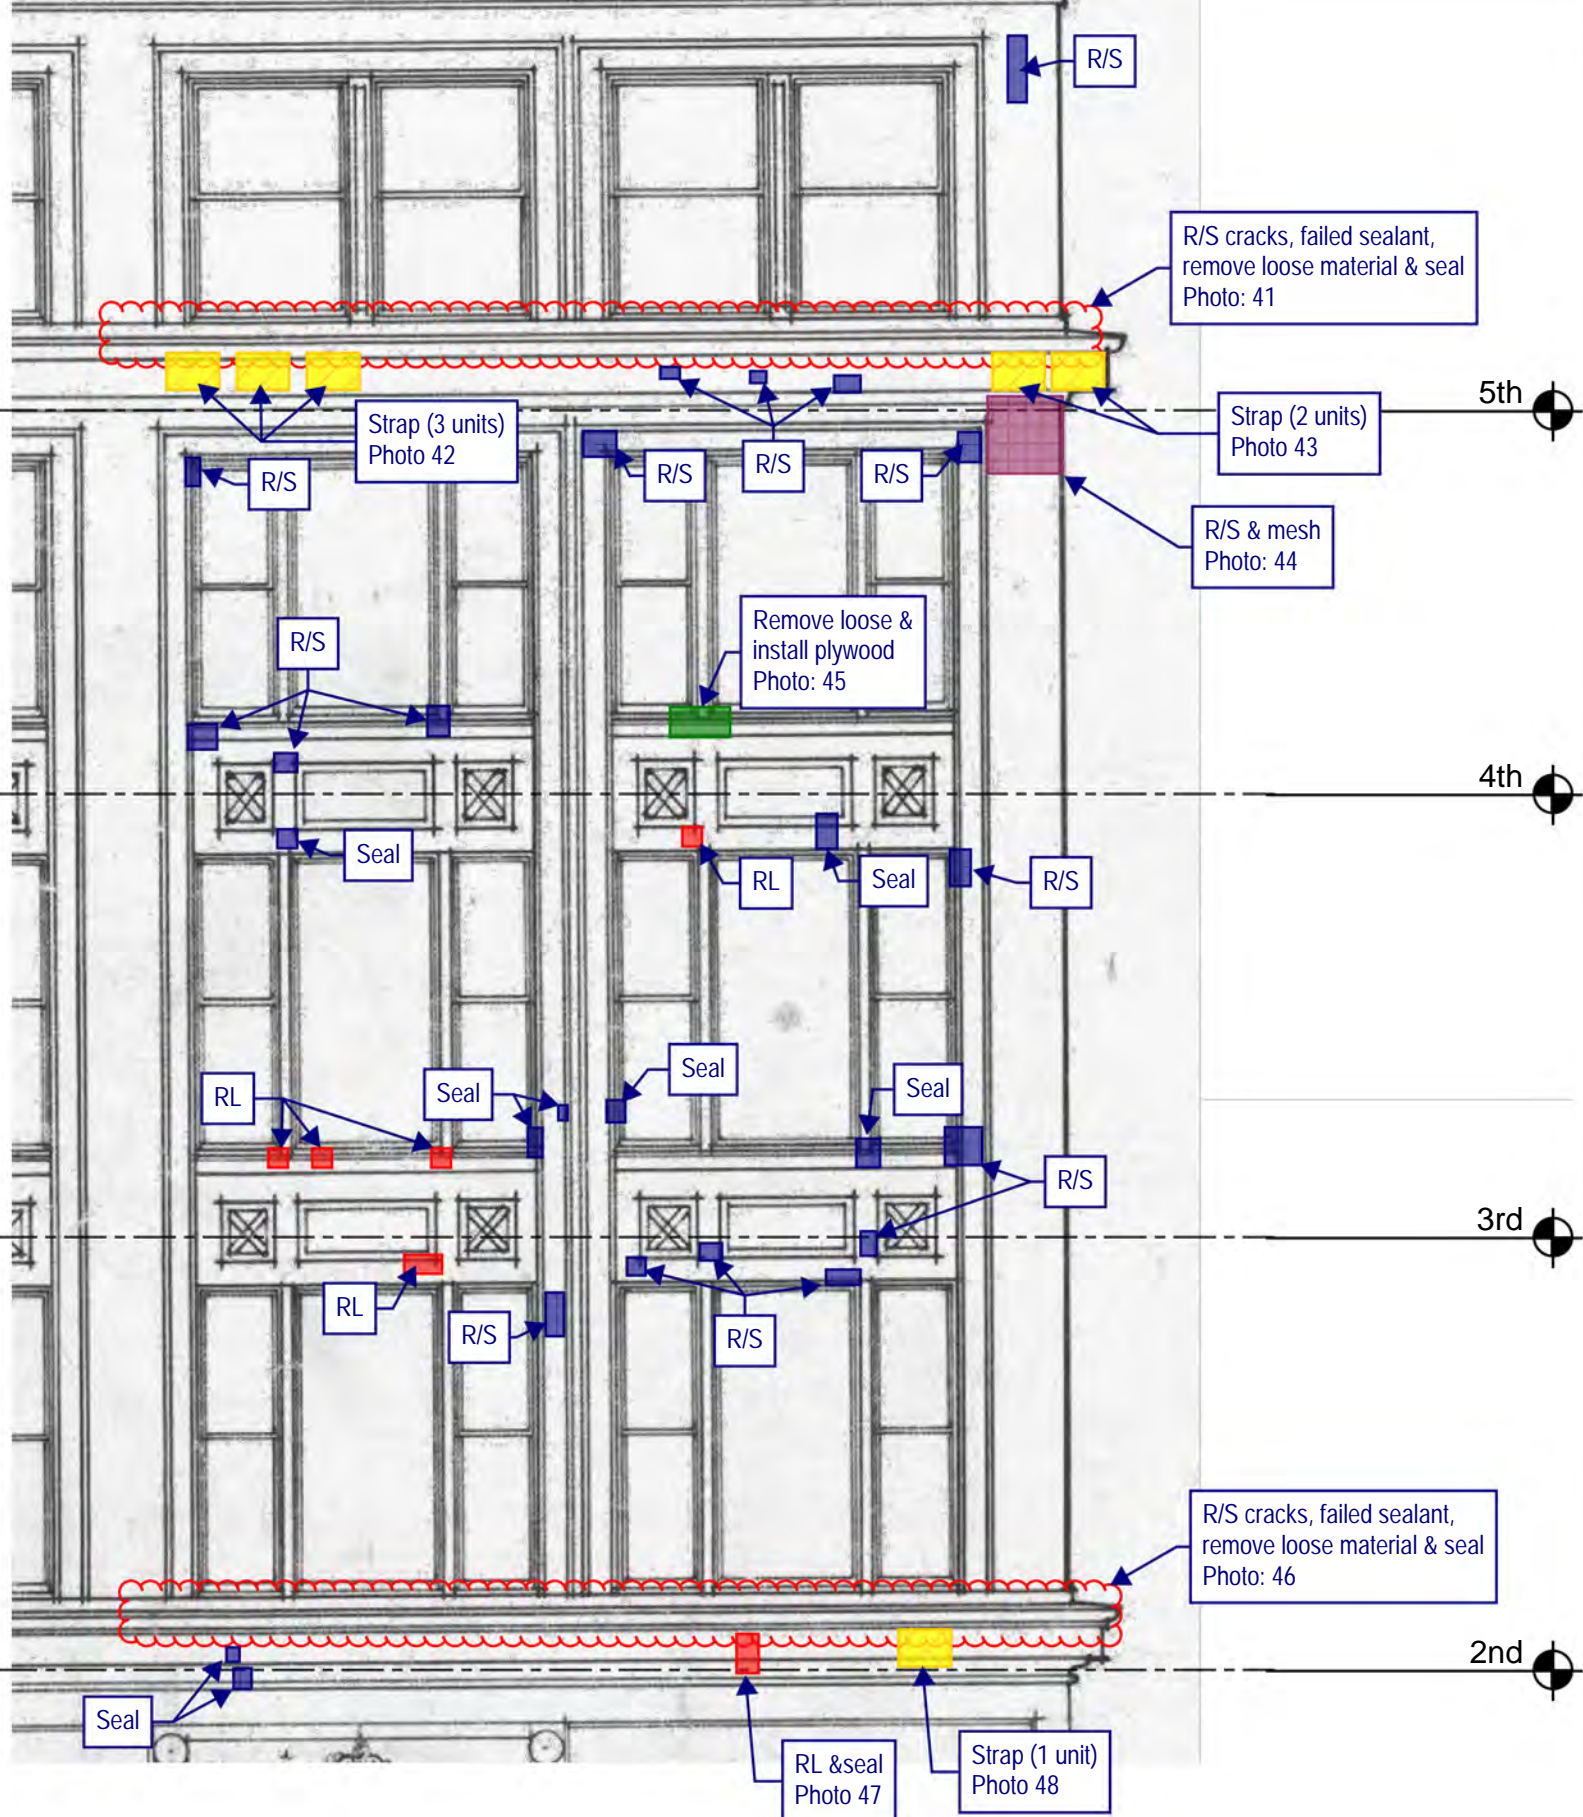 R/S
R/S cracks, failed sealant,
remove loose material & seal
Photo: 41
5th
Strap (3 units)
Photo 42
Strap (2 units)
Photo 43
R/S
R/S
R/S
R/S
R/S & mesh
Photo: 44
Remove loose &
install plywood
Photo: 45
R/S
4th
Seal
RL
Seal
R/S
RL
Seal
Seal
Seal
R/S
3rd
RL
R/S
R/S
R/S cracks, failed sealant,
remove loose material & seal
Photo: 46
2nd
Seal
RL &seal
Photo 47
Strap (1 unit)
Photo 48